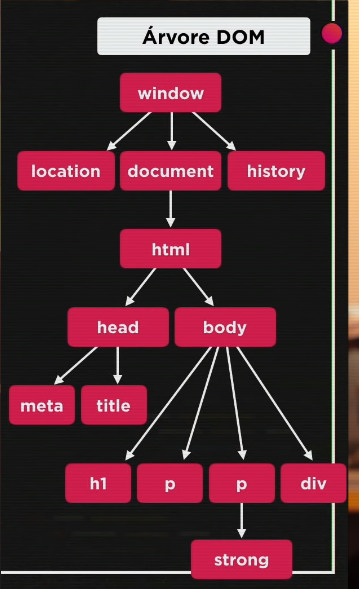 Árvore DOM
window
location document history
html
head body
meta title
h1 p p div
strong